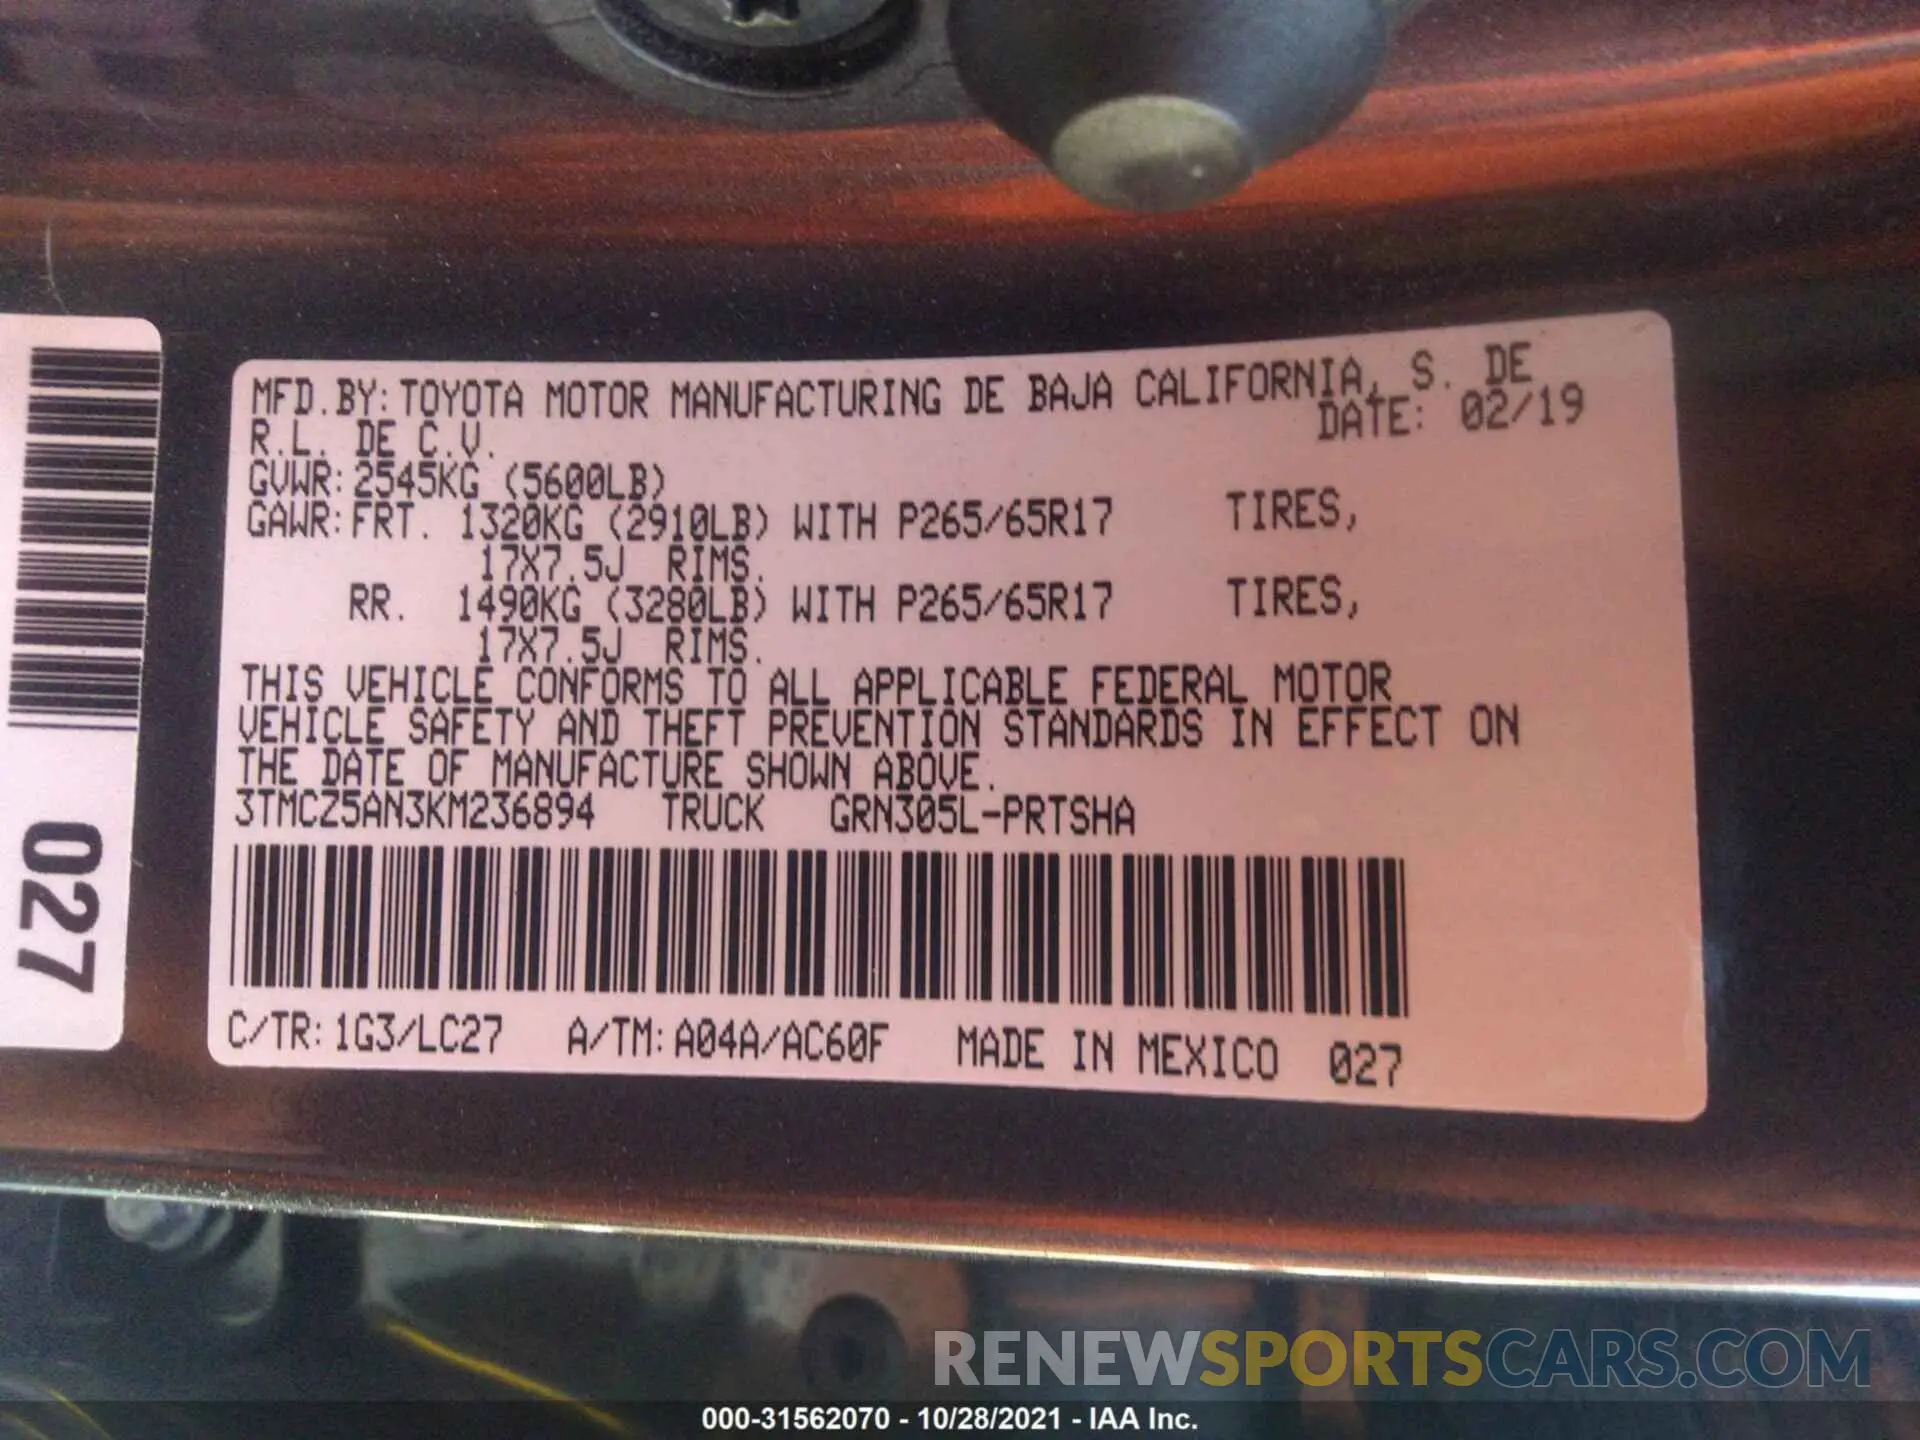 MFD.BY: TOYOTA MOTOR MANUFACTURING DE BAJA CALIFORNIA, S. DE
R.L. DE C.V. DATE: 02/19
GVWR: 2545KG (5600LB)
GAWR: FRT. 1320KG (2910LB) WITH P265/65R17 TIRES,
17X7.5J RIMS.
RR. 1490KG (3280LB) WITH P265/65R17 TIRES,
17X7.5J RIMS.
THIS VEHICLE CONFORMS TO ALL APPLICABLE FEDERAL MOTOR
VEHICLE SAFETY AND THEFT PREVENTION STANDARDS IN EFFECT ON
THE DATE OF MANUFACTURE SHOWN ABOVE.
3TMCZ5AN3KM236894 TRUCK GRN305L-PRTSHA
C/TR: 1G3/LC27 A/TM: A04A/AC60F MADE IN MEXICO 027
027
RENEWSPORTSCARS.COM
000-31562070 - 10/28/2021 - IAA Inc.